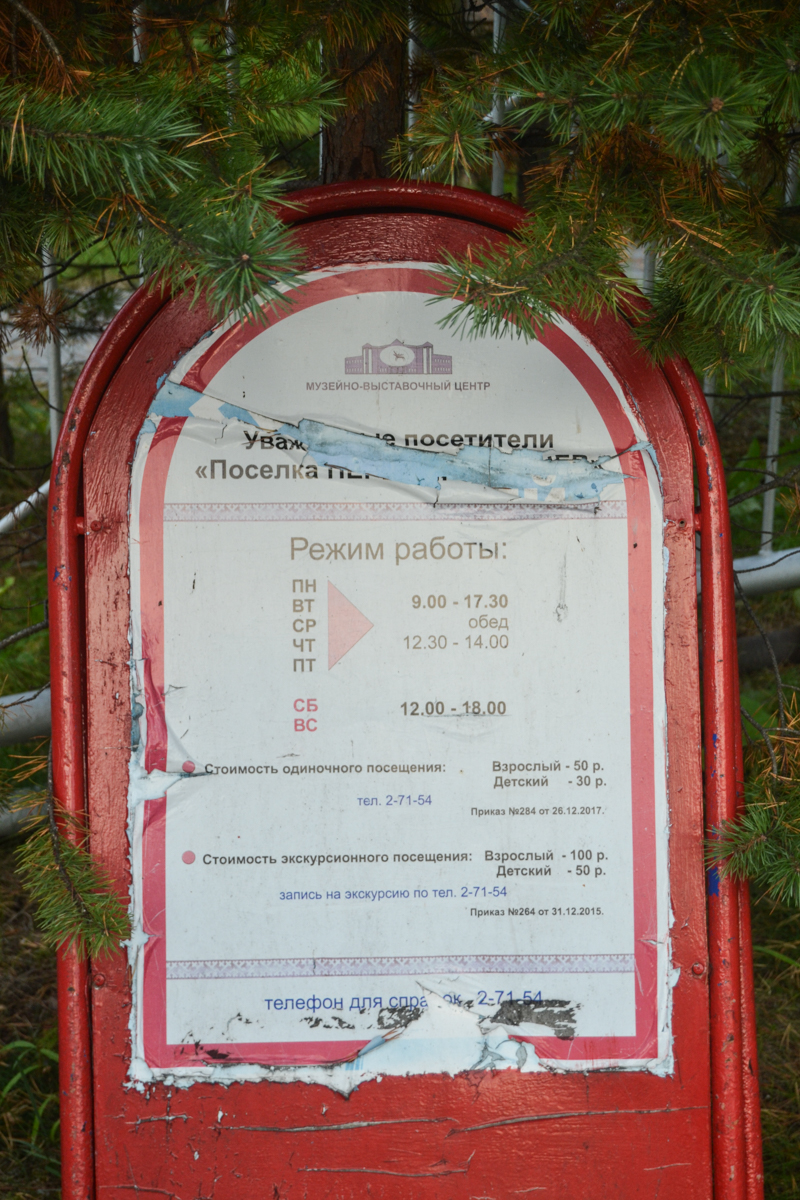 МУЗЕЙНО-ВЫСТАВОЧНЫЙ ЦЕНТР
посетители
«Поселка
Режим работы:
ПН
ВТ 9.00 - 17.30
СР обед
ЧТ 12.30 - 14.00
ПТ
СБ 12.00 - 18.00
ВС
Стоимость одиночного посещения: Взрослый - 50 р.
Детский - 30 р.
тел. 2-71-54
Приказ №284 от 26.12.2017.
Стоимость экскурсионного посещения: Взрослый - 100 р.
Детский - 50 р.
запись на экскурсию по тел. 2-71-54
Приказ №264 от 31.12.2015.
телефон для справок 2-71-54